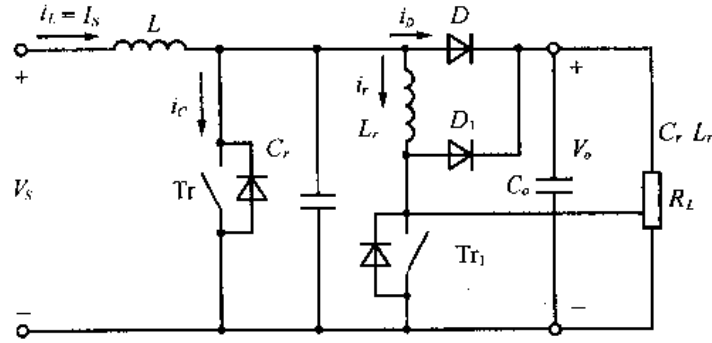 i_L = I_S
L
i_D
D
+
+
i_C
i_r
L_r
D_1
C_r
V_o
C_r L_r
V_S
Tr
C_o
R_L
Tr_1
−
−